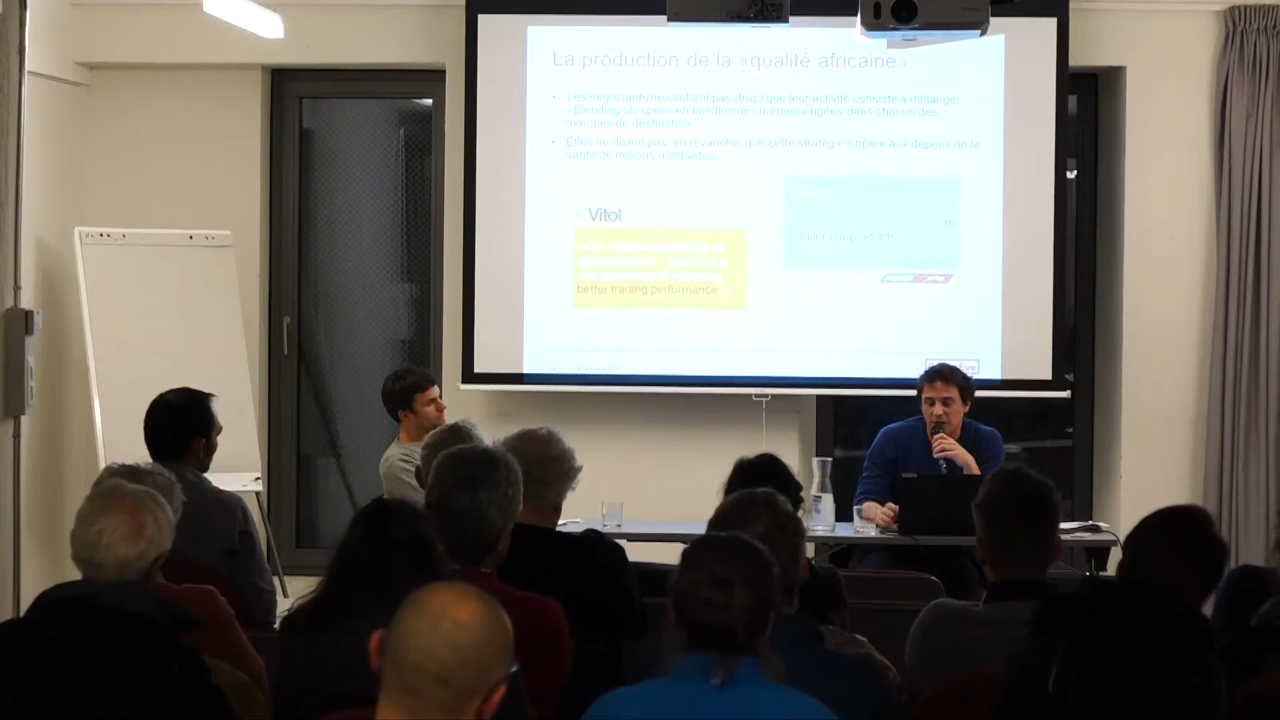 La production de la «qualité africaine»
• Les négociants ne cachent pas (trop) que leur activité consiste à mélanger
«Blending on-spec» en fonction des normes exigées dans chacun des
marchés de destination.
• Elles ne disent pas, en revanche, que cette stratégie s'opère aux dépens de la
santé de millions d'individus.
Vitol
to
tailor our products
better trading performance